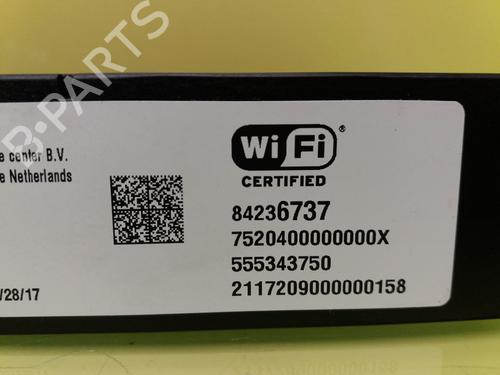 B-PARTS
e center B.V.
e Netherlands
Wi Fi ®
CERTIFIED
84236737
7520400000000X
555343750
2117209000000158
/28/17